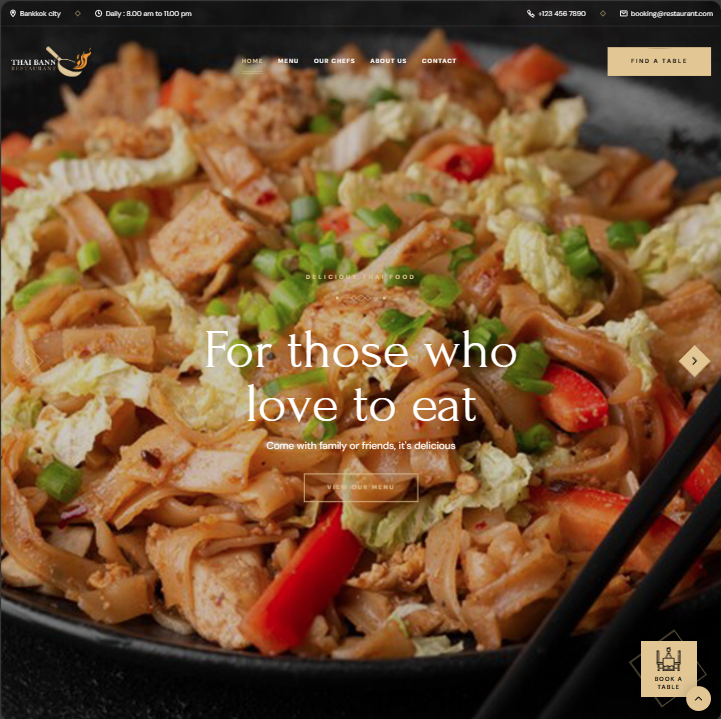 Bankkok city
Daily : 8.00 am to 11.00 pm
+123 456 7890
booking@restaurant.com
THAI BANN
RESTAURANT
HOME
MENU
OUR CHEFS
ABOUT US
CONTACT
FIND A TABLE
DELICIOUS THAI FOOD
For those who
love to eat
Come with family or friends, it's delicious
VIEW OUR MENU
BOOK A
TABLE